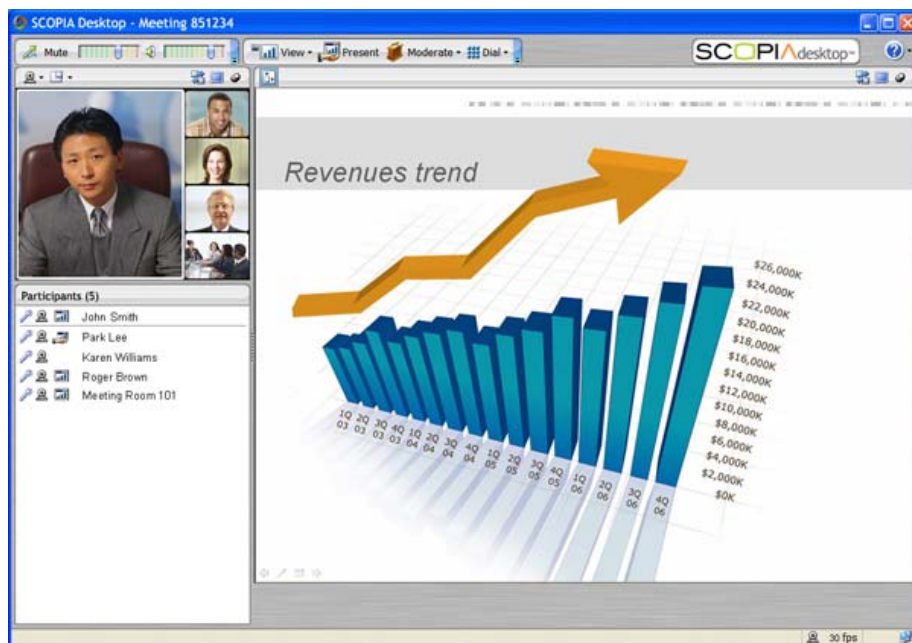 SCOPIA Desktop - Meeting 851234
Mute View Present Moderate Dial SCOPIA desktop™ ?
Revenues trend
Participants (5)
John Smith
Park Lee
Karen Williams
Roger Brown
Meeting Room 101
$26,000K
$24,000K
$22,000K
$20,000K
$18,000K
$16,000K
$14,000K
$12,000K
$10,000K
$8,000K
$6,000K
$4,000K
$2,000K
$0K
1Q 03
2Q 03
3Q 03
4Q 03
1Q 04
2Q 04
3Q 04
4Q 04
1Q 05
2Q 05
3Q 05
4Q 05
1Q 06
2Q 06
3Q 06
4Q 06
30 fps